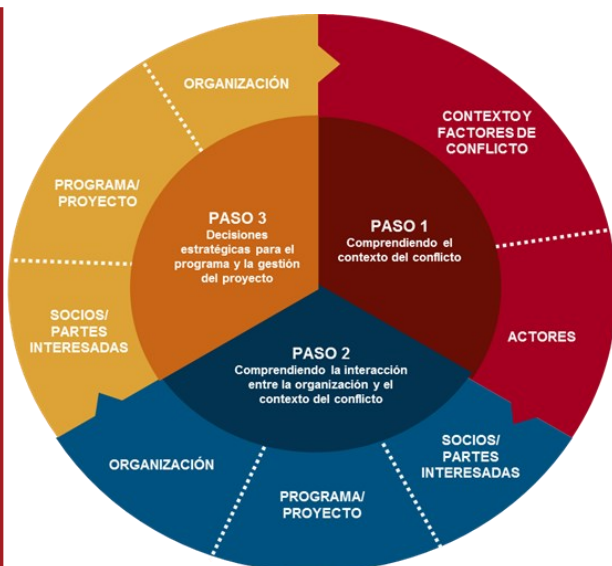 ORGANIZACIÓN
CONTEXTO Y
FACTORES DE
CONFLICTO
PROGRAMA/
PROYECTO
PASO 3
Decisiones
estratégicas para el
programa y la gestión
del proyecto
PASO 1
Comprendiendo el
contexto del conflicto
SOCIOS/
PARTES
INTERESADAS
ACTORES
PASO 2
Comprendiendo la interacción
entre la organización y el
contexto del conflicto
ORGANIZACIÓN
PROGRAMA/
PROYECTO
SOCIOS/
PARTES
INTERESADAS